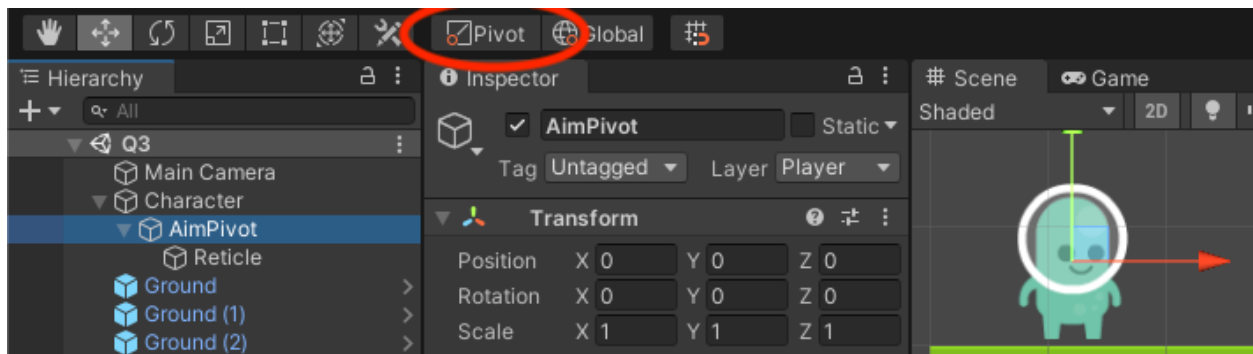 Pivot Global
Hierarchy
Inspector
# Scene
Game
All
AimPivot
Static
Shaded
2D
Q3
Tag Untagged Layer Player
Main Camera
Character
Transform
AimPivot
Reticle
Position X 0 Y 0 Z 0
Ground
Rotation X 0 Y 0 Z 0
Ground (1)
Scale X 1 Y 1 Z 1
Ground (2)